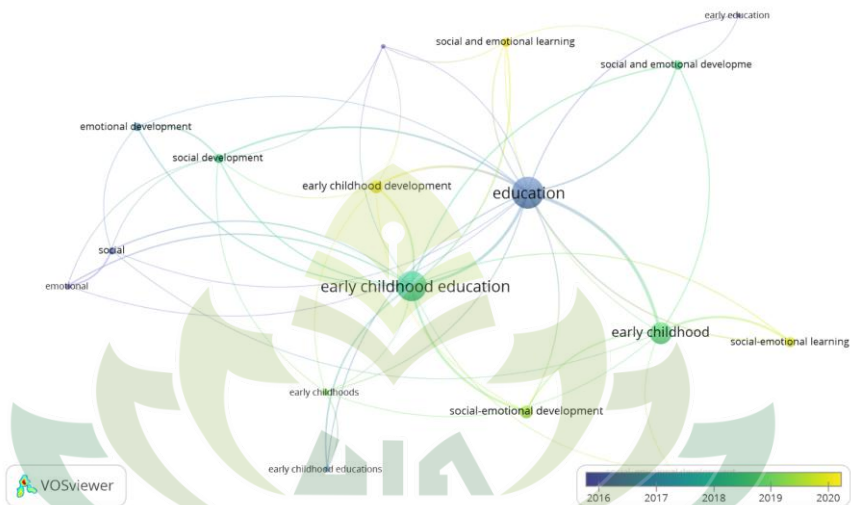 early education
social and emotional learning
social and emotional developme
emotional development
social development
early childhood development
education
social
emotional
early childhood education
early childhood
social-emotional learning
early childhoods
social-emotional development
early childhood educations
VOSviewer
2016 2017 2018 2019 2020